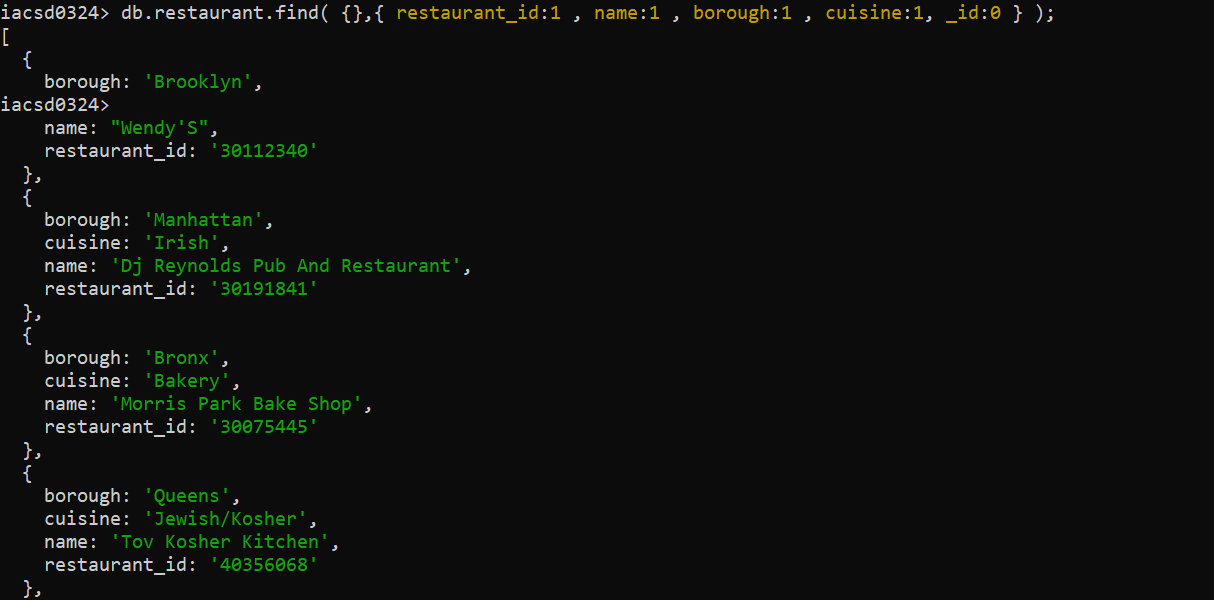 iacsd0324> db.restaurant.find( {},{ restaurant_id:1 , name:1 , borough:1 , cuisine:1, _id:0 } );
[
  {
    borough: 'Brooklyn',
iacsd0324>
    name: "Wendy'S",
    restaurant_id: '30112340'
  },
  {
    borough: 'Manhattan',
    cuisine: 'Irish',
    name: 'Dj Reynolds Pub And Restaurant',
    restaurant_id: '30191841'
  },
  {
    borough: 'Bronx',
    cuisine: 'Bakery',
    name: 'Morris Park Bake Shop',
    restaurant_id: '30075445'
  },
  {
    borough: 'Queens',
    cuisine: 'Jewish/Kosher',
    name: 'Tov Kosher Kitchen',
    restaurant_id: '40356068'
  },